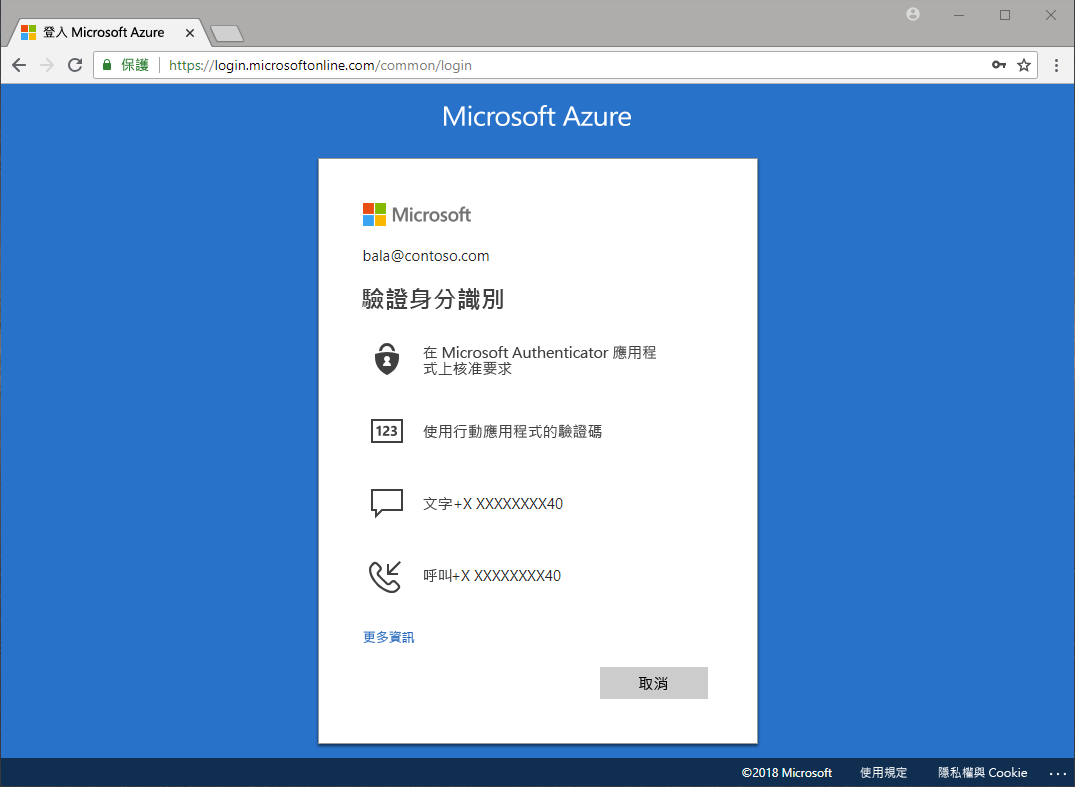 登入 Microsoft Azure
保護
https://login.microsoftonline.com/common/login
Microsoft Azure
Microsoft
bala@contoso.com
驗證身分識別
在 Microsoft Authenticator 應用程
式上核准要求
123
使用行動應用程式的驗證碼
文字+X XXXXXXXX40
呼叫+X XXXXXXXX40
更多資訊
取消
©2018 Microsoft
使用規定
隱私權與 Cookie